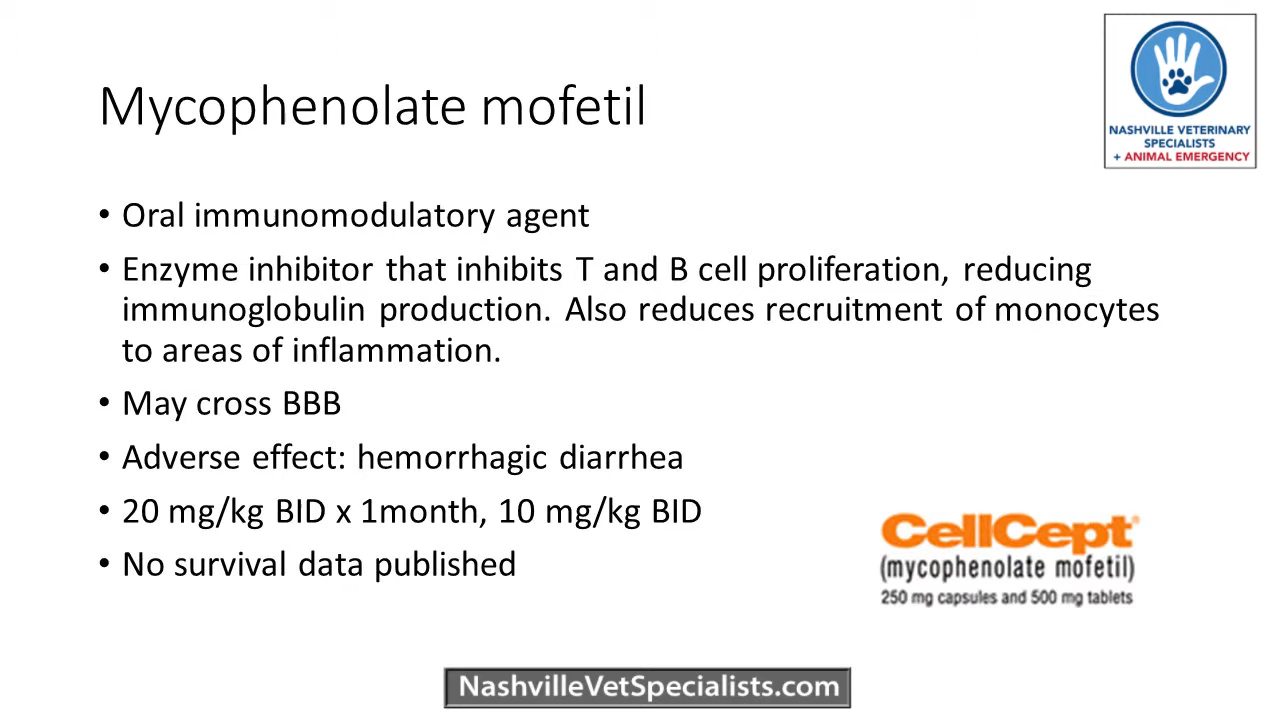 Mycophenolate mofetil
NASHVILLE VETERINARY
SPECIALISTS
+ ANIMAL EMERGENCY
• Oral immunomodulatory agent
• Enzyme inhibitor that inhibits T and B cell proliferation, reducing
immunoglobulin production. Also reduces recruitment of monocytes
to areas of inflammation.
• May cross BBB
• Adverse effect: hemorrhagic diarrhea
• 20 mg/kg BID x 1month, 10 mg/kg BID
• No survival data published
CellCept®
(mycophenolate mofetil)
250 mg capsules and 500 mg tablets
NashvilleVetSpecialists.com